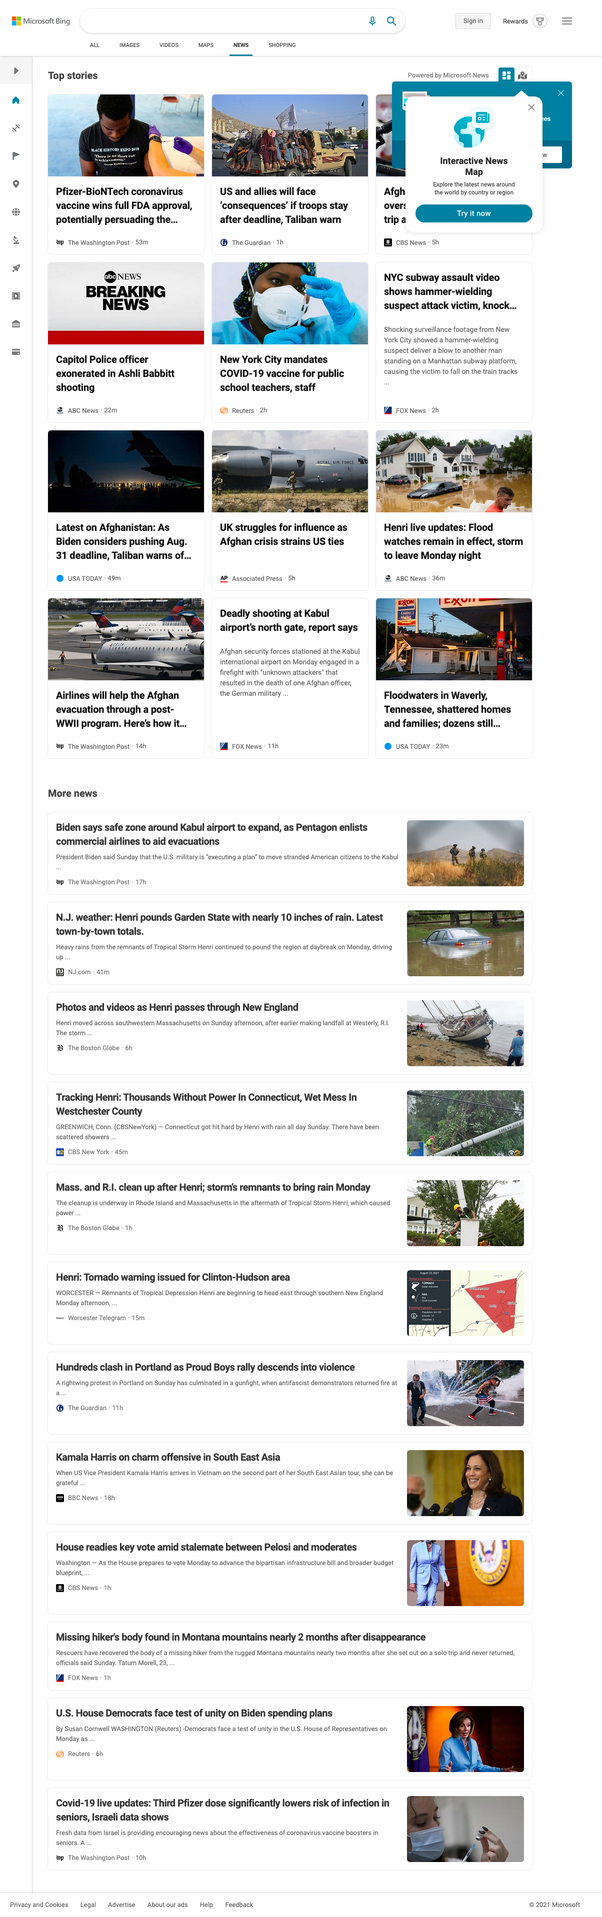 Microsoft Bing
Sign in
Rewards
ALL
IMAGES
VIDEOS
MAPS
NEWS
SHOPPING
Top stories
Powered by Microsoft News
Interactive News
Map
Explore the latest news around
the world by country or region
Try it now
BLACK HISTORY EXPO
Pfizer-BioNTech coronavirus
vaccine wins full FDA approval,
potentially persuading the...
The Washington Post · 53m
US and allies will face
'consequences' if troops stay
after deadline, Taliban warn
The Guardian · 1h
Afgh
overs
trip a
CBS News · 5h
abc NEWS
BREAKING
NEWS
Capitol Police officer
exonerated in Ashli Babbitt
shooting
ABC News · 22m
New York City mandates
COVID-19 vaccine for public
school teachers, staff
Reuters · 2h
NYC subway assault video
shows hammer-wielding
suspect attack victim, knock...
Shocking surveillance footage from New
York City showed a hammer-wielding
suspect deliver a blow to another man
standing on a Manhattan subway platform,
causing the victim to fall on the train tracks
...
FOX News · 2h
Latest on Afghanistan: As
Biden considers pushing Aug.
31 deadline, Taliban warns of...
USA TODAY · 49m
ROYAL AIR FORCE
UK struggles for influence as
Afghan crisis strains US ties
AP
Associated Press · 5h
Henri live updates: Flood
watches remain in effect, storm
to leave Monday night
ABC News · 36m
Airlines will help the Afghan
evacuation through a post-
WWII program. Here's how it...
The Washington Post · 14h
Deadly shooting at Kabul
airport's north gate, report says
Afghan security forces stationed at the Kabul
international airport on Monday engaged in a
firefight with "unknown attackers" that
resulted in the death of one Afghan officer,
the German military ...
FOX News · 11h
EXXON
Floodwaters in Waverly,
Tennessee, shattered homes
and families; dozens still...
USA TODAY · 23m
More news
Biden says safe zone around Kabul airport to expand, as Pentagon enlists
commercial airlines to aid evacuations
President Biden said Sunday that the U.S. military is "executing a plan" to move stranded American citizens to the Kabul
...
The Washington Post · 17h
N.J. weather: Henri pounds Garden State with nearly 10 inches of rain. Latest
town-by-town totals.
Heavy rains from the remnants of Tropical Storm Henri continued to pound the region at daybreak on Monday, driving
up ...
NJ.com · 41m
Photos and videos as Henri passes through New England
Henri moved across southwestern Massachusetts on Sunday afternoon, after earlier making landfall at Westerly, R.I.
The storm ...
The Boston Globe · 6h
Tracking Henri: Thousands Without Power In Connecticut, Wet Mess In
Westchester County
GREENWICH, Conn. (CBSNewYork) — Connecticut got hit hard by Henri with rain all day Sunday. There have been
scattered showers ...
CBS New York · 45m
Mass. and R.I. clean up after Henri; storm's remnants to bring rain Monday
The cleanup is underway in Rhode Island and Massachusetts in the aftermath of Tropical Storm Henri, which caused
power ...
The Boston Globe · 1h
Henri: Tornado warning issued for Clinton-Hudson area
WORCESTER — Remnants of Tropical Depression Henri are beginning to head east through southern New England
Monday afternoon, ...
Worcester Telegram · 15m
Hundreds clash in Portland as Proud Boys rally descends into violence
A rightwing protest in Portland on Sunday has culminated in a gunfight, when antifascist demonstrators returned fire at
a ...
The Guardian · 11h
Kamala Harris on charm offensive in South East Asia
When US Vice President Kamala Harris arrives in Vietnam on the second part of her South East Asian tour, she can be
grateful ...
BBC News · 18h
House readies key vote amid stalemate between Pelosi and moderates
Washington — As the House prepares to vote Monday to advance the bipartisan infrastructure bill and broader budget
blueprint, ...
CBS News · 1h
Missing hiker's body found in Montana mountains nearly 2 months after disappearance
Rescuers have recovered the body of a missing hiker from the rugged Montana mountains nearly two months after she set out on a solo trip and never returned,
officials said Sunday. Tatum Morell, 23, ...
FOX News · 1h
U.S. House Democrats face test of unity on Biden spending plans
By Susan Cornwell WASHINGTON (Reuters) -Democrats face a test of unity in the U.S. House of Representatives on
Monday as ...
Reuters · 6h
Covid-19 live updates: Third Pfizer dose significantly lowers risk of infection in
seniors, Israeli data shows
Fresh data from Israel is providing encouraging news about the effectiveness of coronavirus vaccine boosters in
seniors. A ...
The Washington Post · 10h
Privacy and Cookies
Legal
Advertise
About our ads
Help
Feedback
© 2021 Microsoft